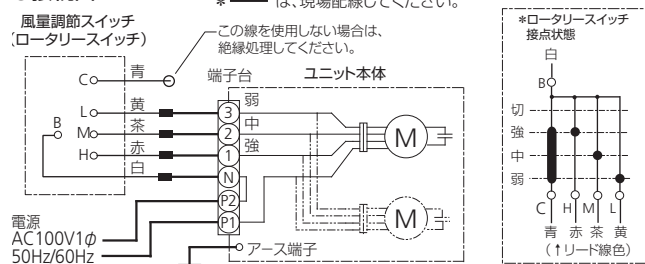 *━━ は、現場配線してください。
風量調節スイッチ
(ロータリースイッチ)
この線を使用しない場合は、
絶縁処理してください。
C 青
端子台
ユニット本体
B
L 黄 3 弱
M 茶 2 中
H 赤 1 強
白 N
P2
P1
M
M
電源
AC100V1φ
50Hz/60Hz
アース端子
*ロータリースイッチ
接点状態
白
B
切
強
中
弱
C H M L
青 赤 茶 黄
(↑リード線色)